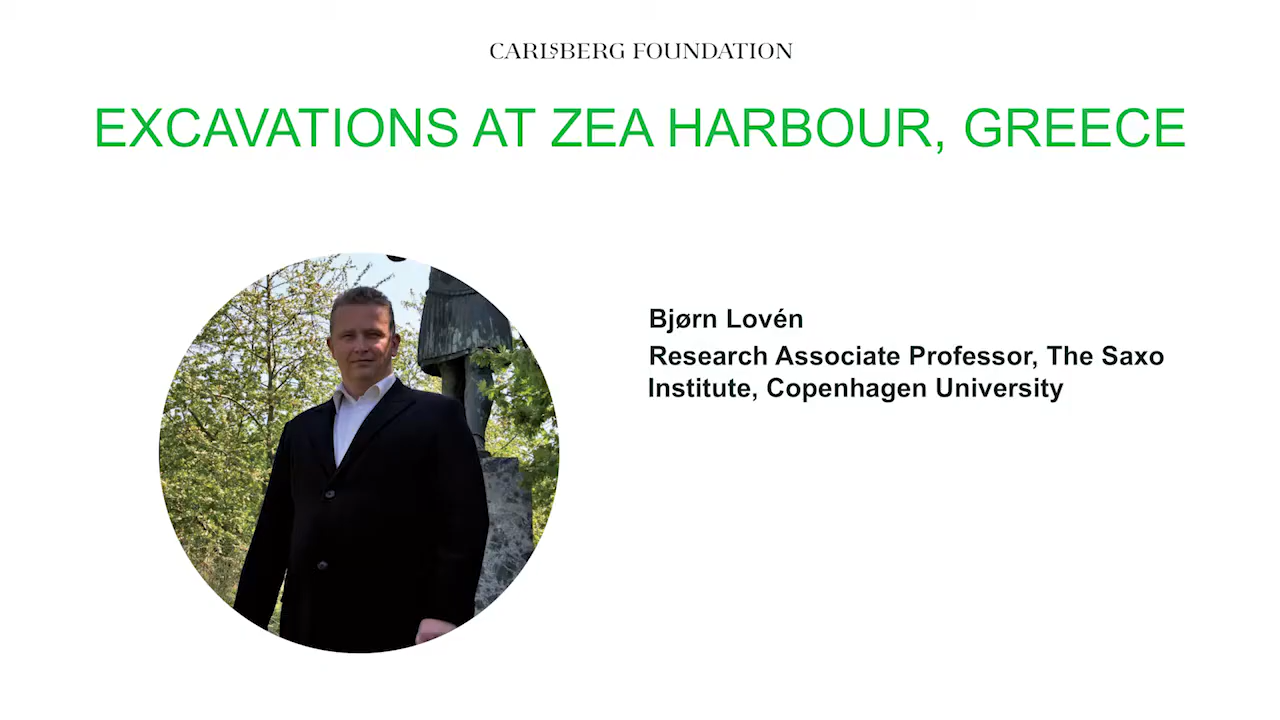 CARLSBERG FOUNDATION
EXCAVATIONS AT ZEA HARBOUR, GREECE
Bjørn Lovén
Research Associate Professor, The Saxo
Institute, Copenhagen University